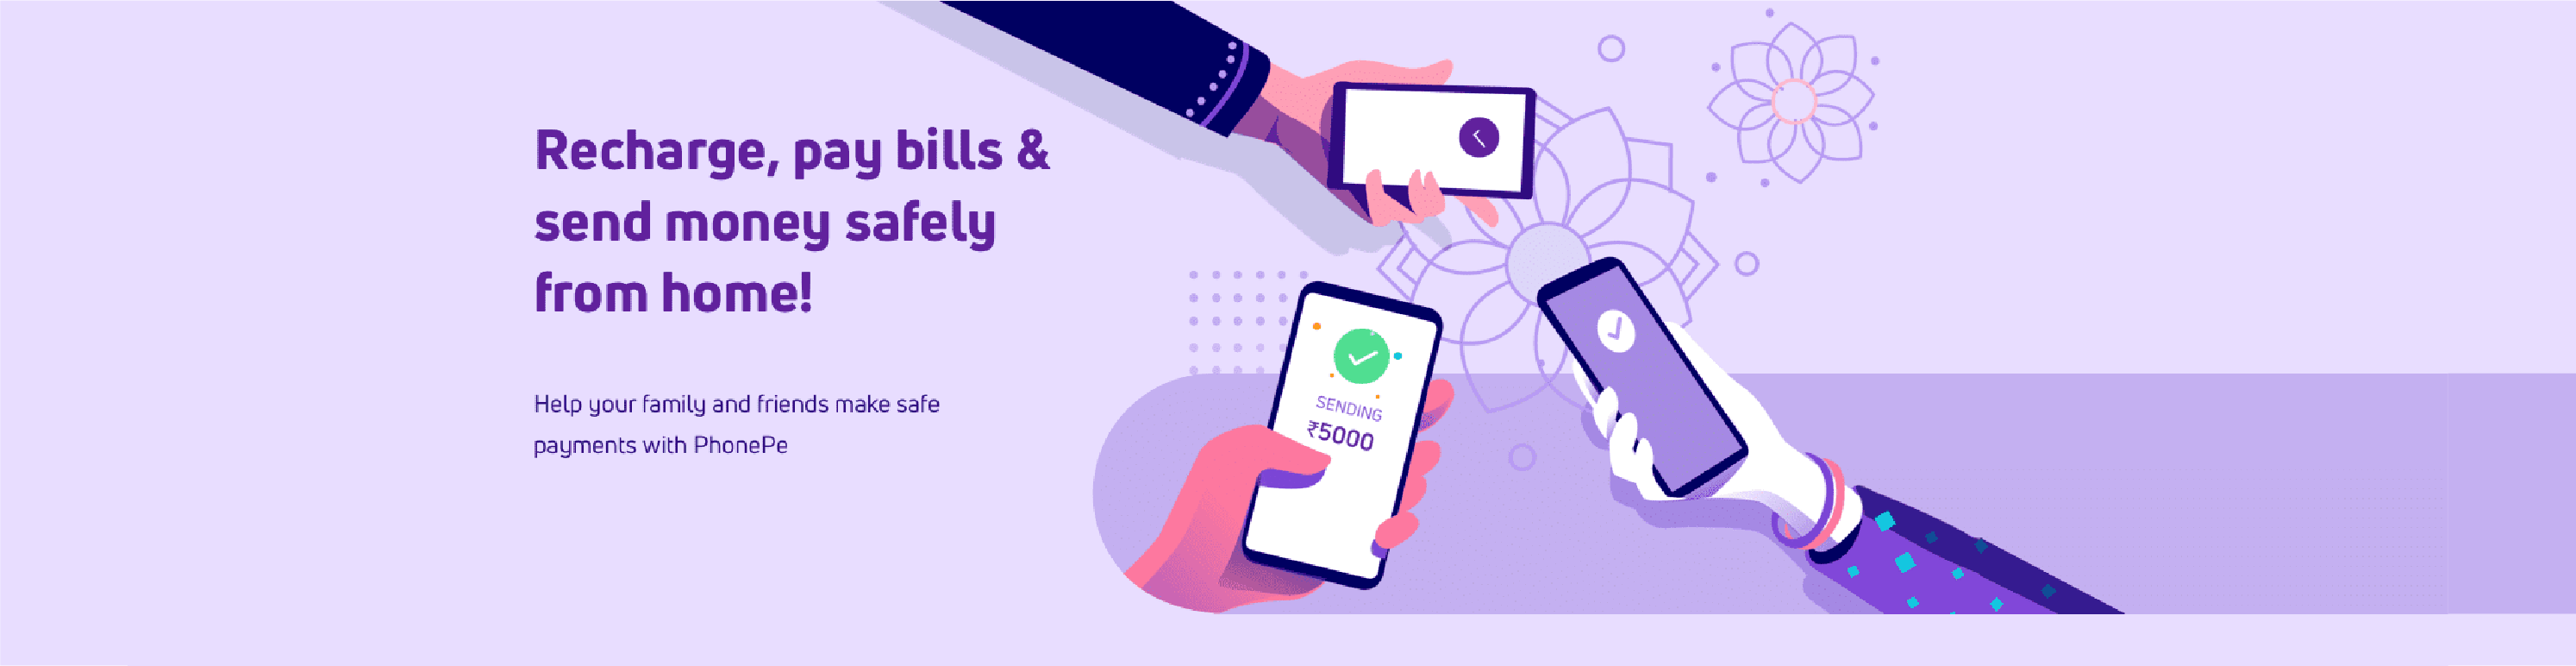 Recharge, pay bills &
send money safely
from home!
Help your family and friends make safe
payments with PhonePe
SENDING
₹5000